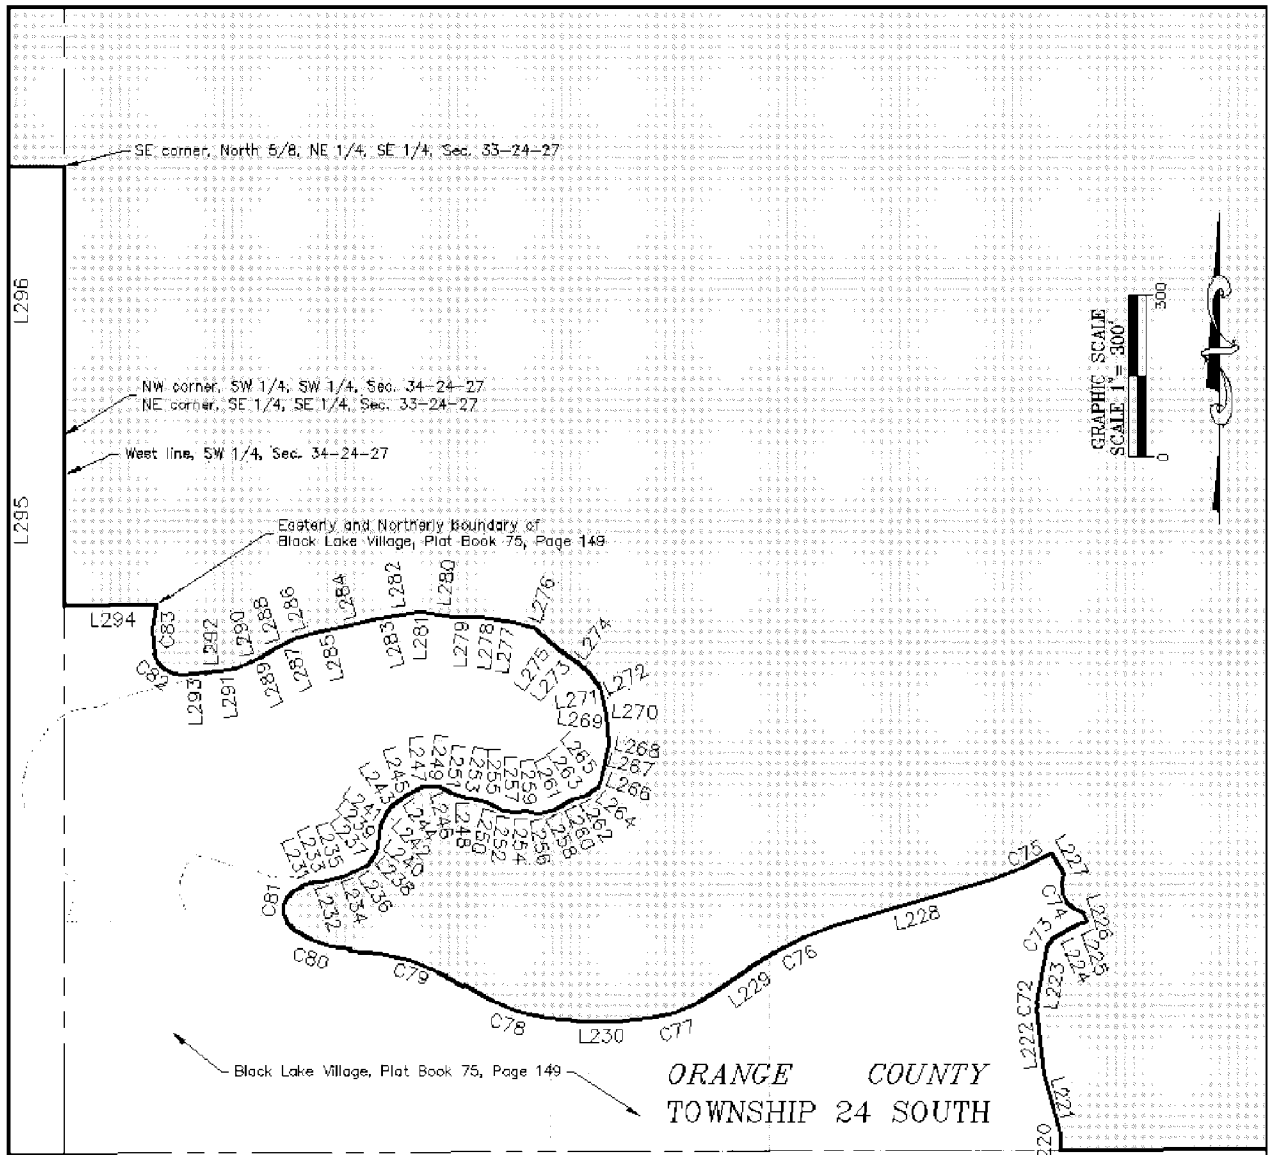 SE corner, North 5/8, NE 1/4, SE 1/4, Sec. 33-24-27
L296
GRAPHIC SCALE
SCALE 1" = 300'
0
300
NW corner, SW 1/4, SW 1/4, Sec. 34-24-27
NE corner, SE 1/4, SE 1/4, Sec. 33-24-27
West line, SW 1/4, Sec. 34-24-27
L295
Easterly and Northerly boundary of
Black Lake Village, Plat Book 75, Page 149
L294
C83
C82
L293
L292
L291
L290
L289
L288
L287
L286
L285
L284
L283
L282
L281
L280
L279
L278
L277
L276
L275
L274
L273
L272
L271
L270
L269
L268
L267
L266
L265
L264
L263
L262
L261
L260
L259
L258
L257
L256
L255
L254
L253
L252
L251
L250
L249
L248
L247
L246
L245
L244
L243
L242
L240
L239
L238
L237
L236
L235
L234
L233
L232
L231
C81
C80
C79
C78
L230
C77
L229
C76
L228
C75
L227
C74
L226
L225
L224
C73
L223
C72
L222
L221
220
Black Lake Village, Plat Book 75, Page 149
ORANGE COUNTY
TOWNSHIP 24 SOUTH